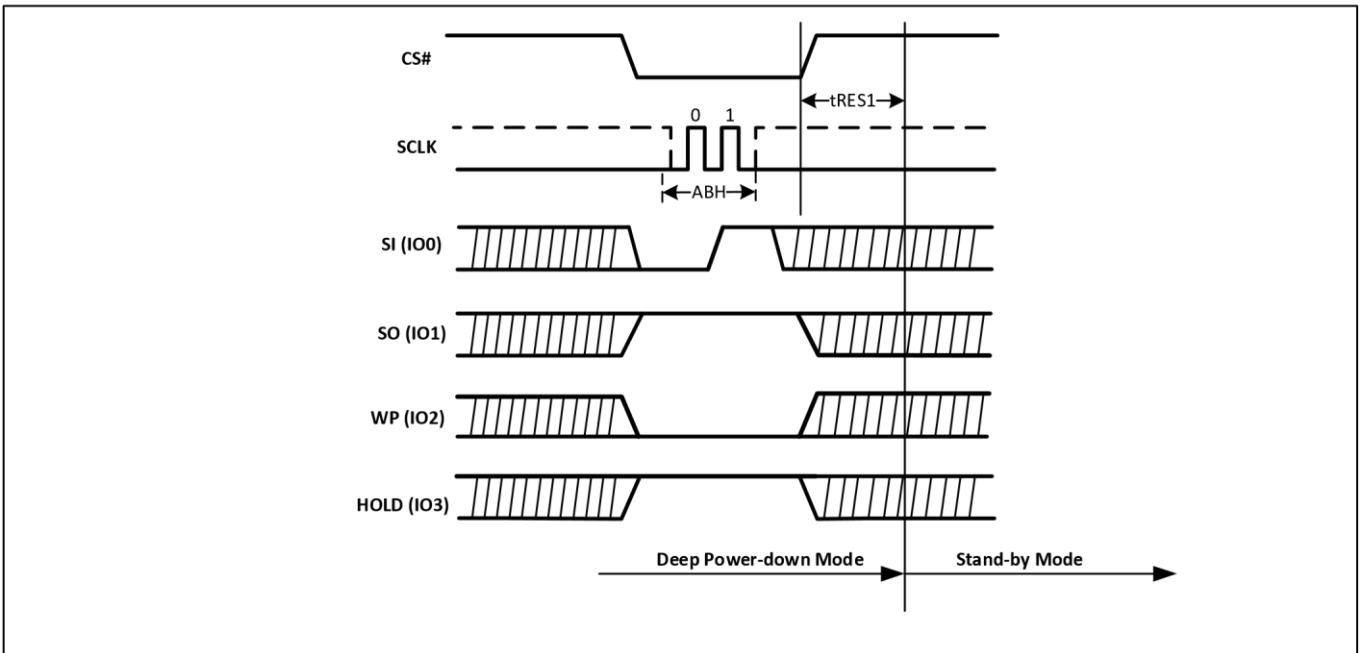 CS#
tRES1
0 1
SCLK
ABH
SI (IO0)
SO (IO1)
WP (IO2)
HOLD (IO3)
Deep Power-down Mode Stand-by Mode